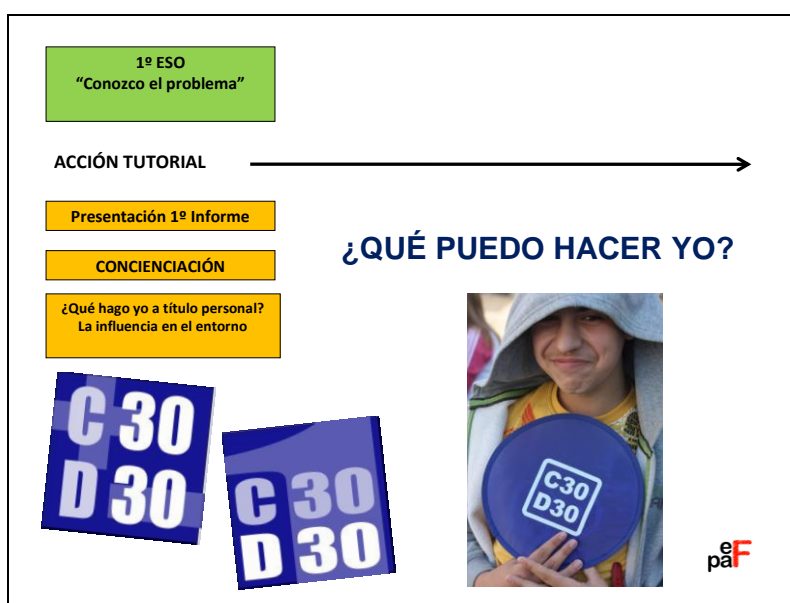 1º ESO
“Conozco el problema”
ACCIÓN TUTORIAL
Presentación 1º Informe
CONCIENCIACIÓN
¿Qué hago yo a título personal?
La influencia en el entorno
¿QUÉ PUEDO HACER YO?
C 30
D 30
C 30
D 30
C30
D30
e
paF